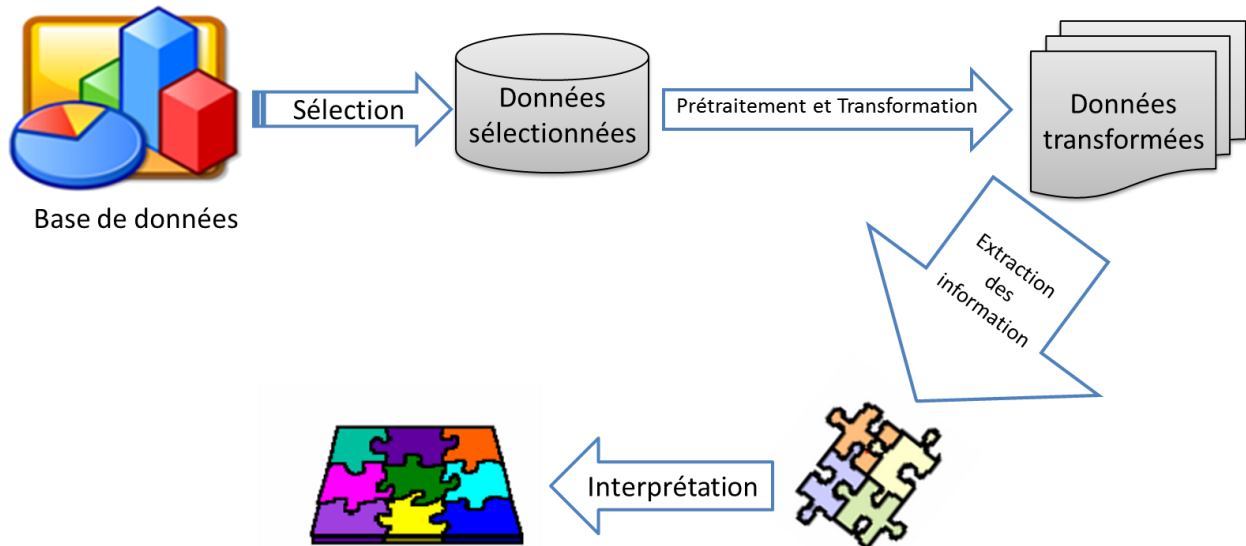 Base de données
Sélection
Données
sélectionnées
Prétraitement et Transformation
Données
transformées
Extraction
des
information
Interprétation